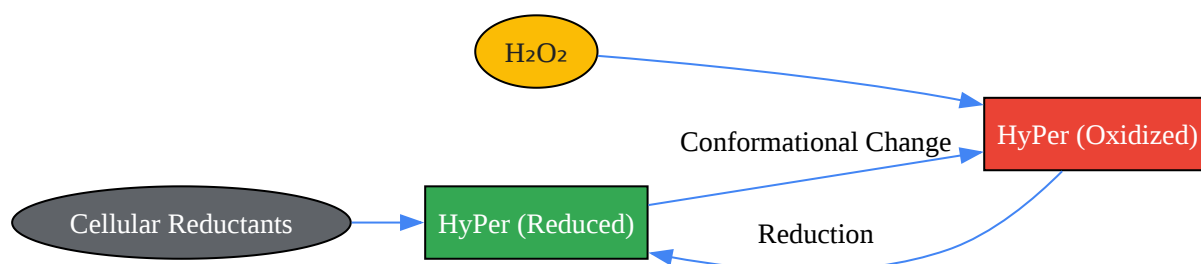 H₂O₂
HyPer (Oxidized)
Conformational Change
Cellular Reductants
HyPer (Reduced)
Reduction